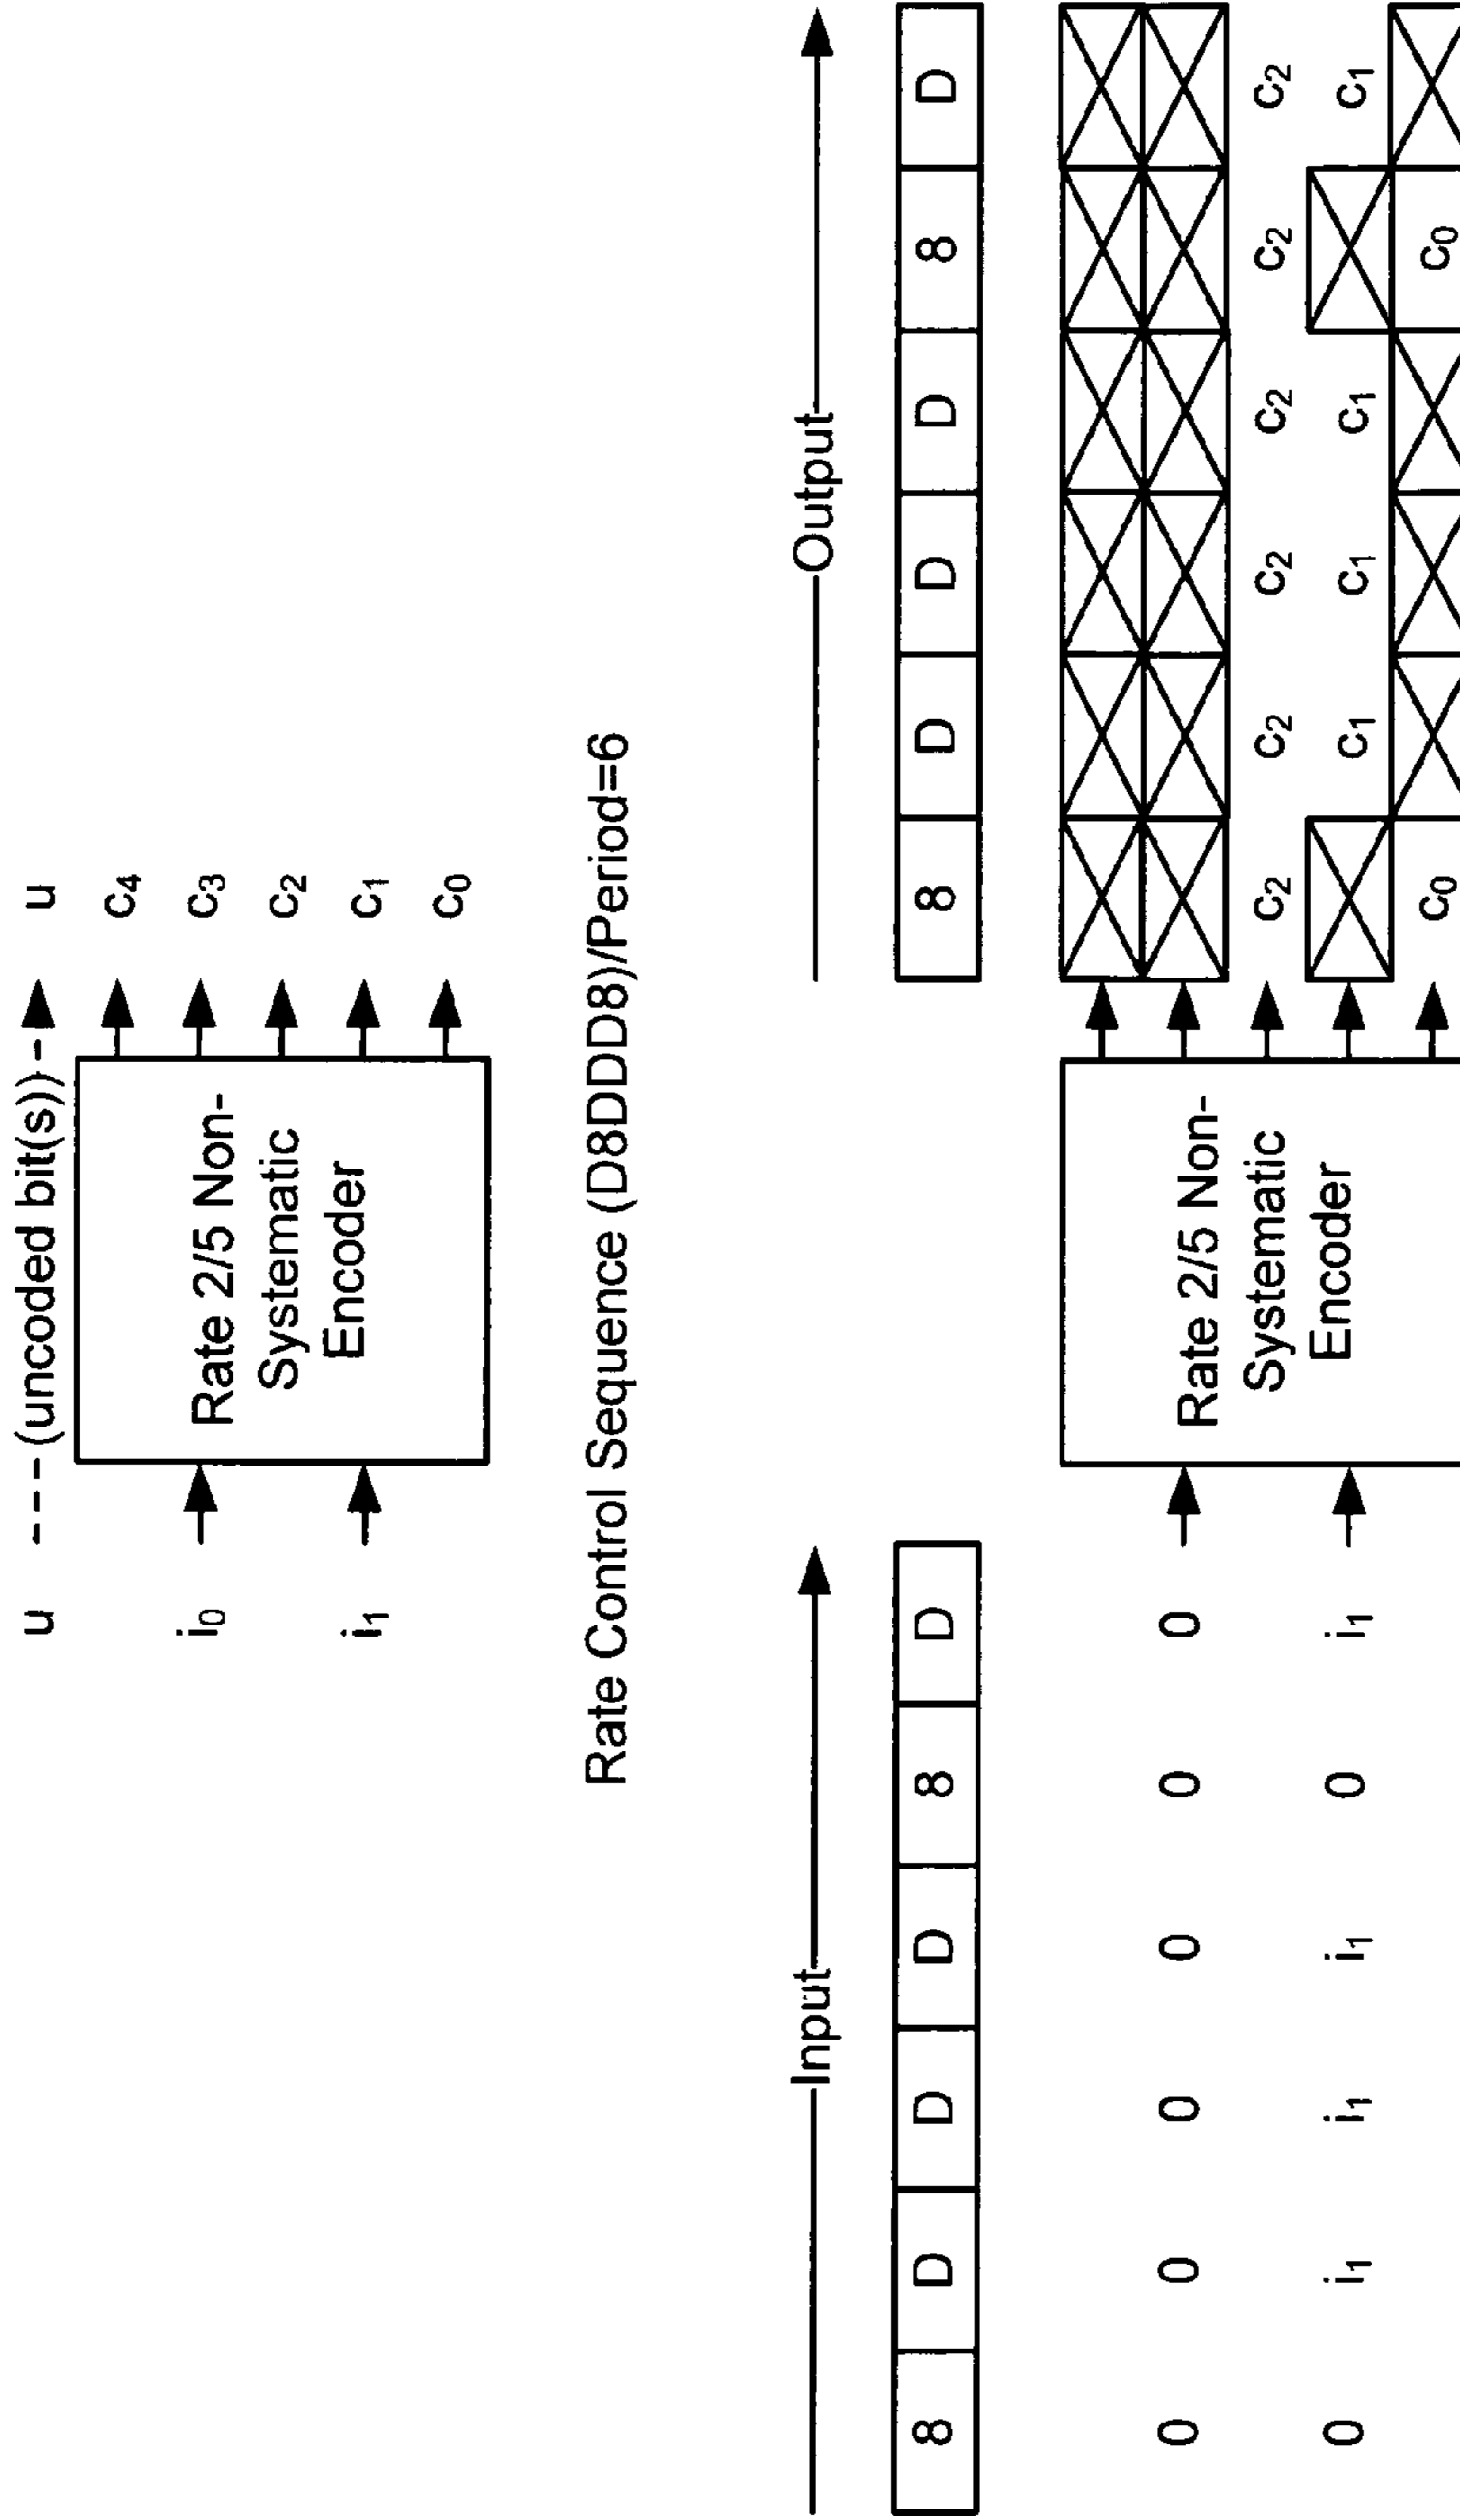 u --- (uncoded bit(s)) u
i0
i1
Rate 2/5 Non-
Systematic
Encoder
c4
c3
c2
c1
c0
Rate Control Sequence (D8DDD8)/Period=6
Input
Output
8 D D D 8 D
8 D D D 8 D
0 0 0 0 0 0
0 i1 i1 i1 0 i1
Rate 2/5 Non-
Systematic
Encoder
c2 c2 c2 c2 c2 c2
c1 c1 c1 c1
c0 c0